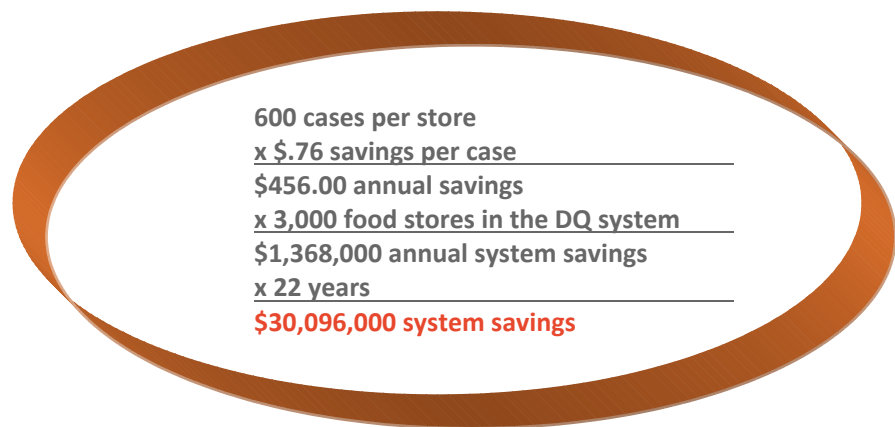 600 cases per store
x $.76 savings per case
$456.00 annual savings
x 3,000 food stores in the DQ system
$1,368,000 annual system savings
x 22 years
$30,096,000 system savings